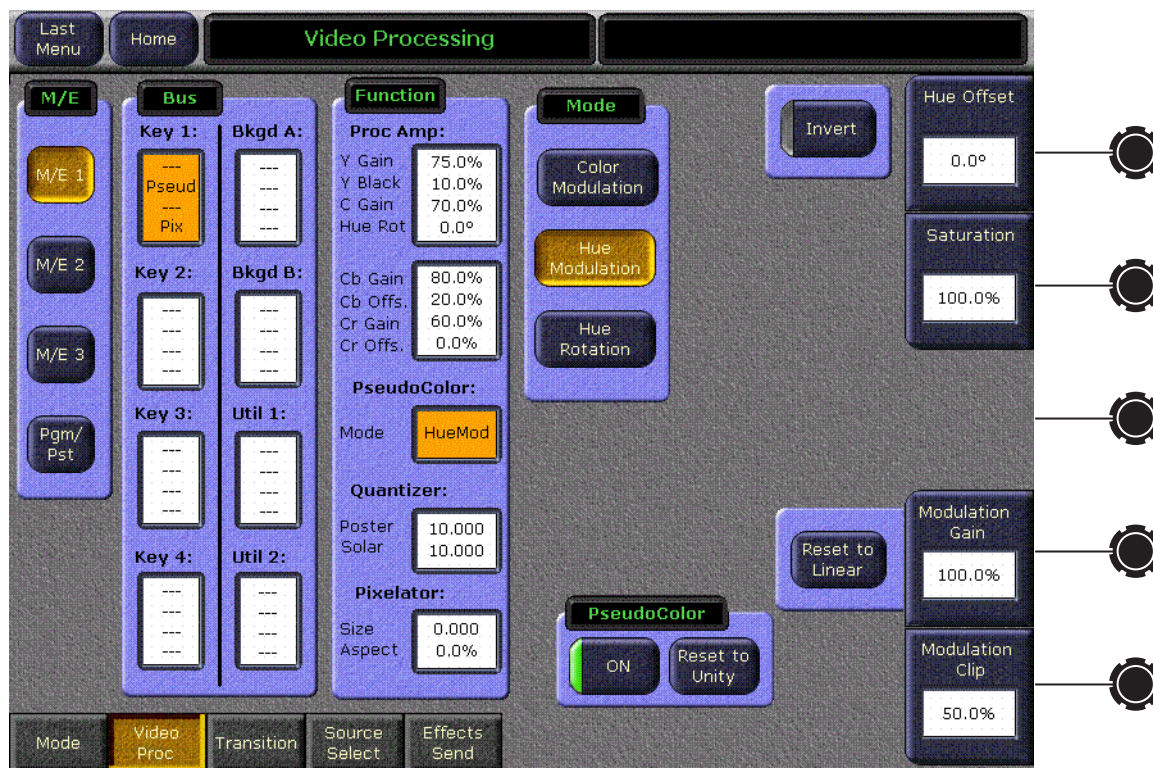 Last
Menu
Home
Video Processing
M/E
M/E 1
M/E 2
M/E 3
Pgm/
Pst
Bus
Key 1:
---
Pseud
---
Pix
Bkgd A:
---
---
---
---
Key 2:
---
---
---
---
Bkgd B:
---
---
---
---
Key 3:
---
---
---
---
Util 1:
---
---
---
---
Key 4:
---
---
---
---
Util 2:
---
---
---
---
Function
Proc Amp:
Y Gain 75.0%
Y Black 10.0%
C Gain 70.0%
Hue Rot 0.0°
Cb Gain 80.0%
Cb Offs. 20.0%
Cr Gain 60.0%
Cr Offs. 0.0%
PseudoColor:
Mode HueMod
Quantizer:
Poster 10.000
Solar 10.000
Pixelator:
Size 0.000
Aspect 0.0%
Mode
Color
Modulation
Hue
Modulation
Hue
Rotation
Invert
Hue Offset
0.0°
Saturation
100.0%
Reset to
Linear
Modulation
Gain
100.0%
PseudoColor
ON
Reset to
Unity
Modulation
Clip
50.0%
Mode
Video
Proc
Transition
Source
Select
Effects
Send